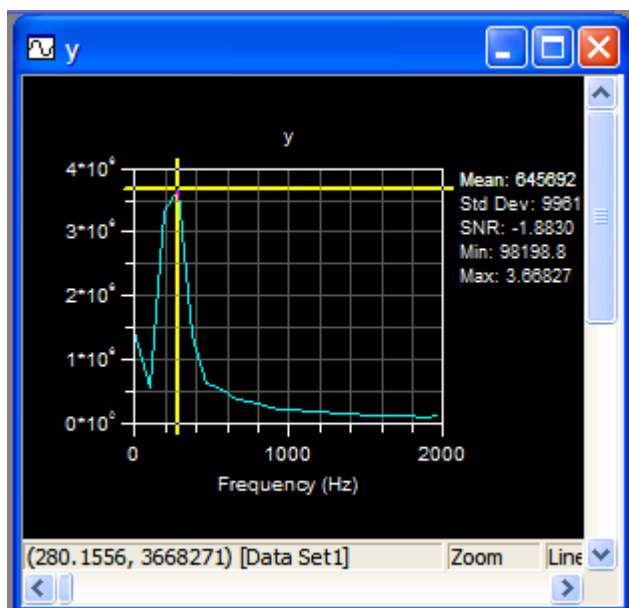 y
y
4*10⁶
3*10⁶
2*10⁶
1*10⁶
0*10⁰
0
1000
2000
Frequency (Hz)
Mean: 645692
Std Dev: 9961
SNR: -1.8830
Min: 98198.8
Max: 3.66827
(280.1556, 3668271) [Data Set1]
Zoom
Line